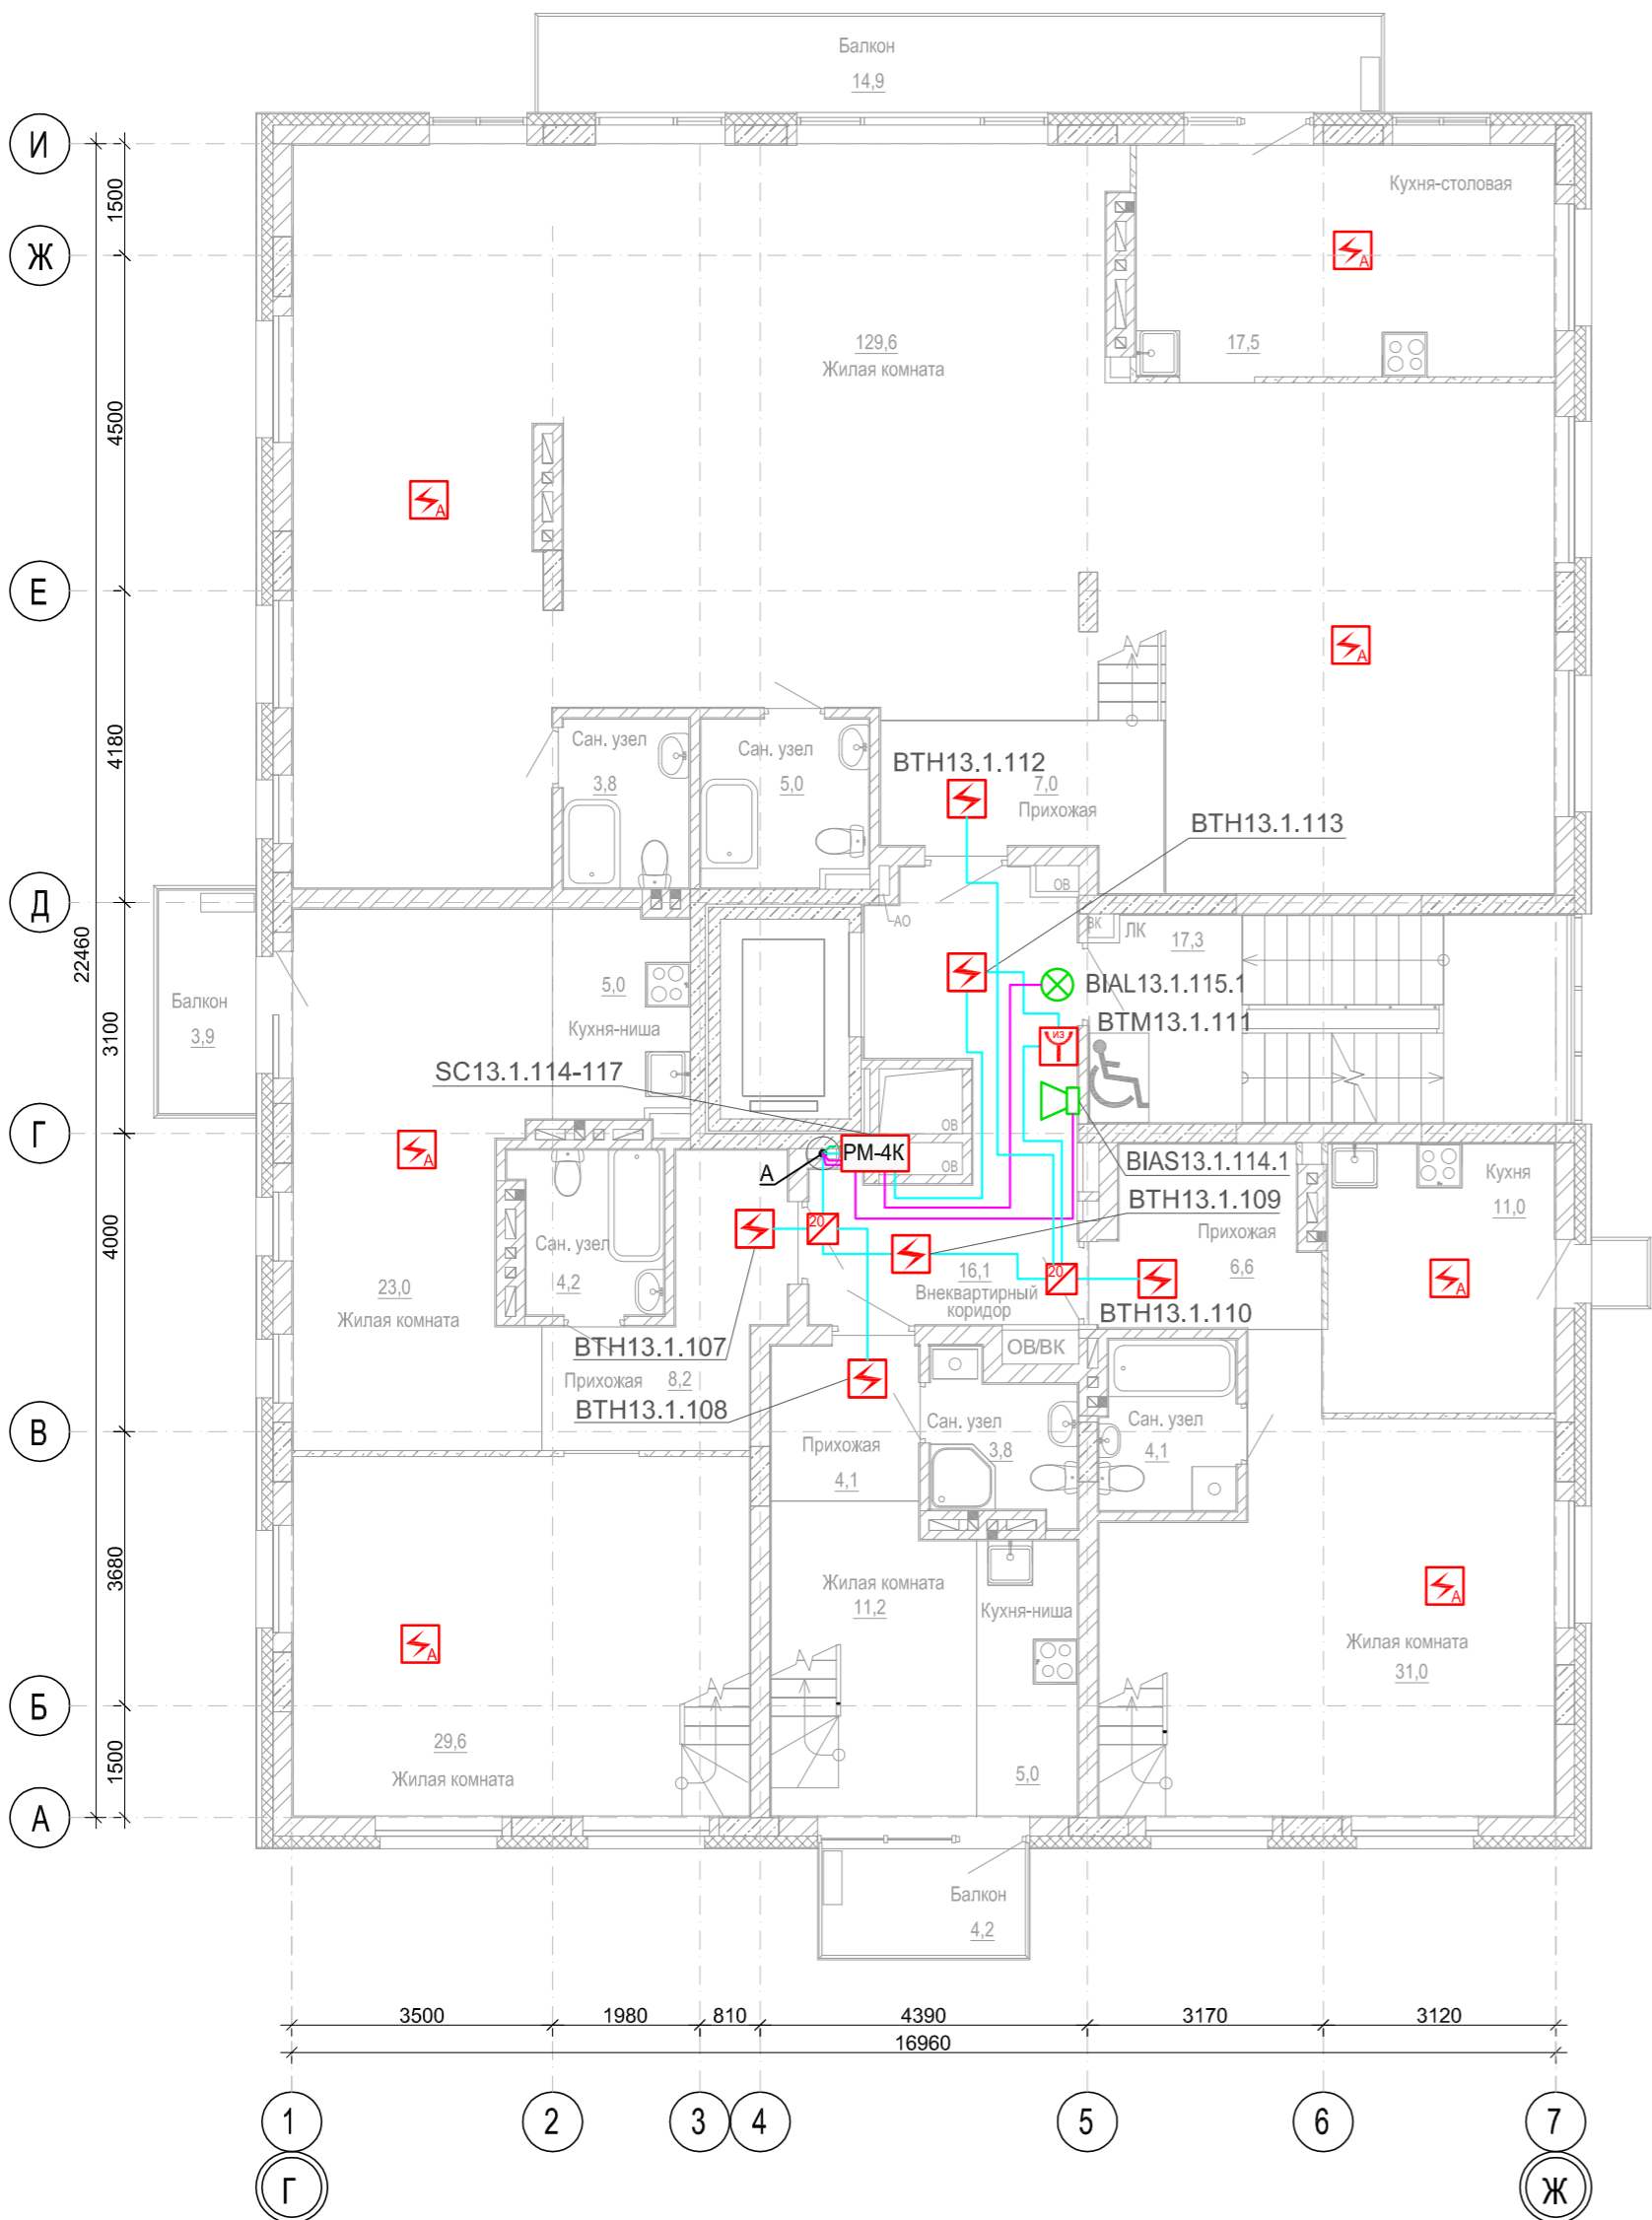 Балкон
14,9
И
1500
Кухня-столовая
Ж
A
129,6
Жилая комната
17,5
4500
A
Е
A
4180
Сан. узел
3,8
Сан. узел
5,0
BTH13.1.112
7,0
Прихожая
BTH13.1.113
Д
ОВ
АО
ВК
ЛК
17,3
22460
5,0
Кухня-ниша
BIAL13.1.115.1
Балкон
3,9
3100
BTM13.1.111
ИЗ
SC13.1.114-117
ОВ
Г
A
РМ-4К
ОВ
А
BIAS13.1.114.1
Кухня
11,0
BTH13.1.109
4000
20
Прихожая
6,6
Сан. узел
4,2
23,0
Жилая комната
16,1
Внеквартирный
коридор
20
A
BTH13.1.110
BTH13.1.107
ОВ/ВК
Прихожая
8,2
BTH13.1.108
В
Сан. узел
3,8
Сан. узел
4,1
Прихожая
4,1
3680
Жилая комната
11,2
Кухня-ниша
A
A
Жилая комната
31,0
Б
29,6
Жилая комната
1500
5,0
А
Балкон
4,2
3500
1980
810
4390
3170
3120
16960
1
2
3
4
5
6
7
Г
Ж